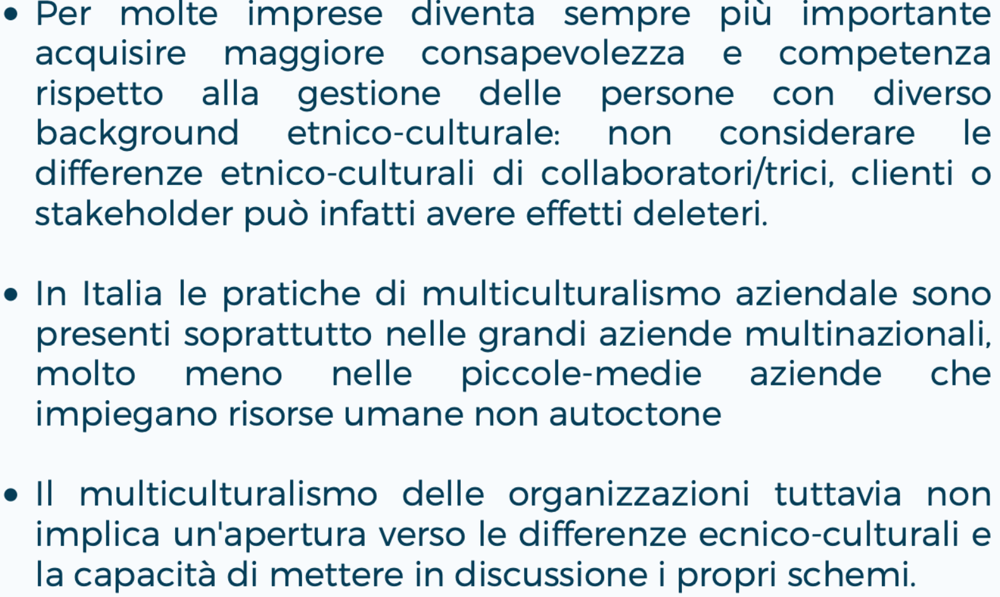 • Per molte imprese diventa sempre più importante
acquisire maggiore consapevolezza e competenza
rispetto alla gestione delle persone con diverso
background etnico-culturale: non considerare le
differenze etnico-culturali di collaboratori/trici, clienti o
stakeholder può infatti avere effetti deleteri.
• In Italia le pratiche di multiculturalismo aziendale sono
presenti soprattutto nelle grandi aziende multinazionali,
molto meno nelle piccole-medie aziende che
impiegano risorse umane non autoctone
• Il multiculturalismo delle organizzazioni tuttavia non
implica un'apertura verso le differenze ecnico-culturali e
la capacità di mettere in discussione i propri schemi.